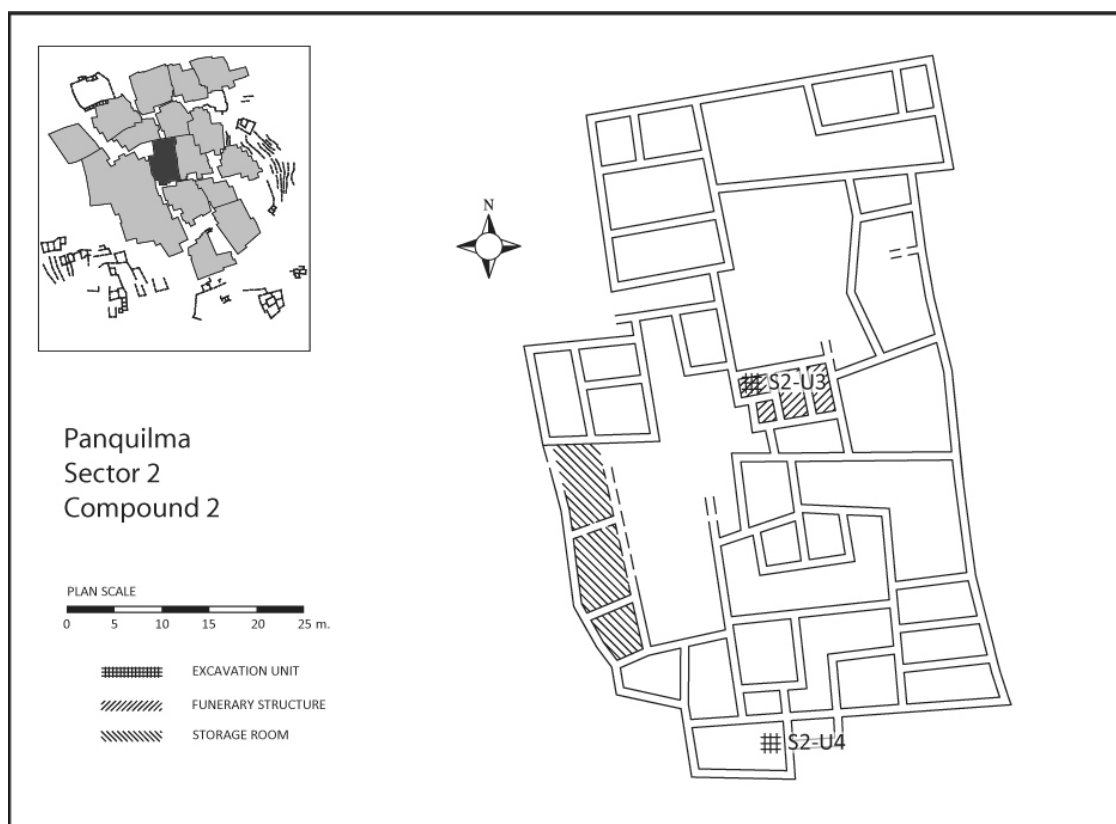 N
S2-U3
Panquilma
Sector 2
Compound 2
PLAN SCALE
0 5 10 15 20 25 m.
EXCAVATION UNIT
FUNERARY STRUCTURE
STORAGE ROOM
S2-U4